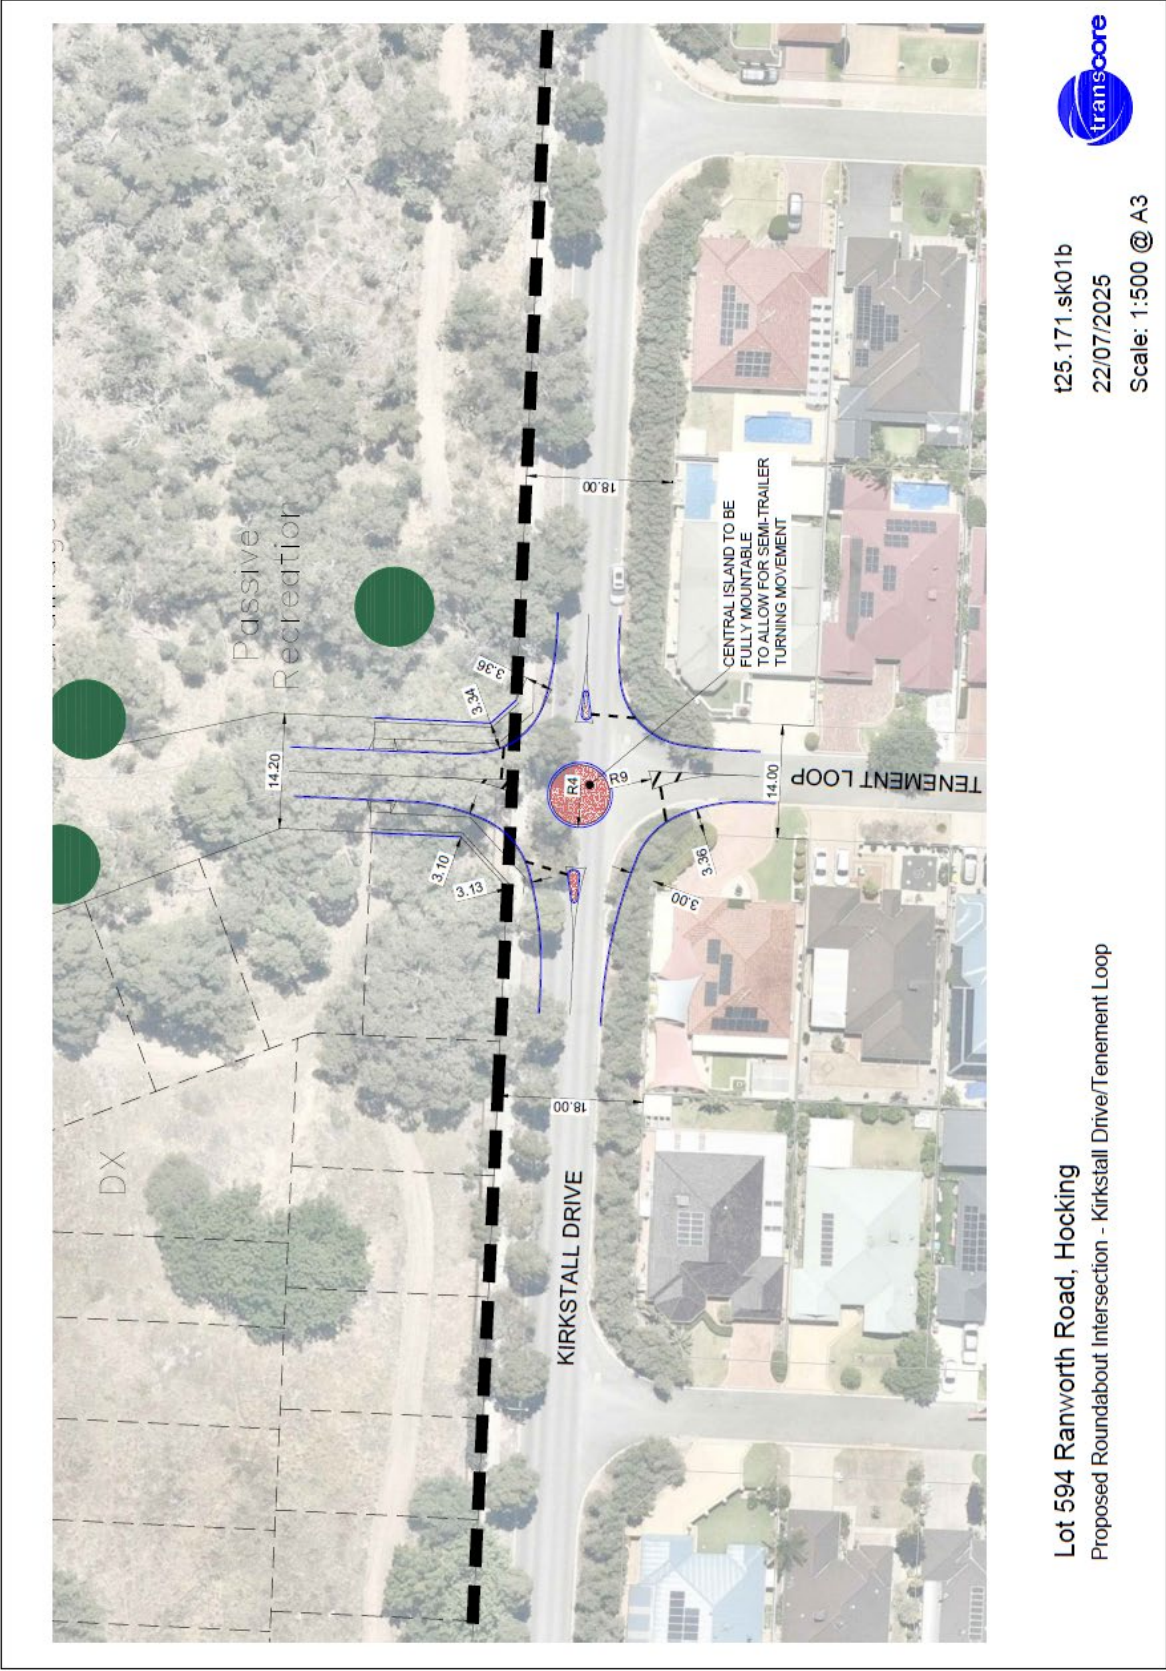 Passive
Recreation
DX
14.20
3.34
3.36
3.10
3.13
18.00
18.00
R4
R9
14.00
3.36
3.00
CENTRAL ISLAND TO BE
FULLY MOUNTABLE
TO ALLOW FOR SEMI-TRAILER
TURNING MOVEMENT
KIRKSTALL DRIVE
TENEMENT LOOP
Lot 594 Ranworth Road, Hocking
Proposed Roundabout Intersection - Kirkstall Drive/Tenement Loop
t25.171.sk01b
22/07/2025
Scale: 1:500 @ A3
transcore